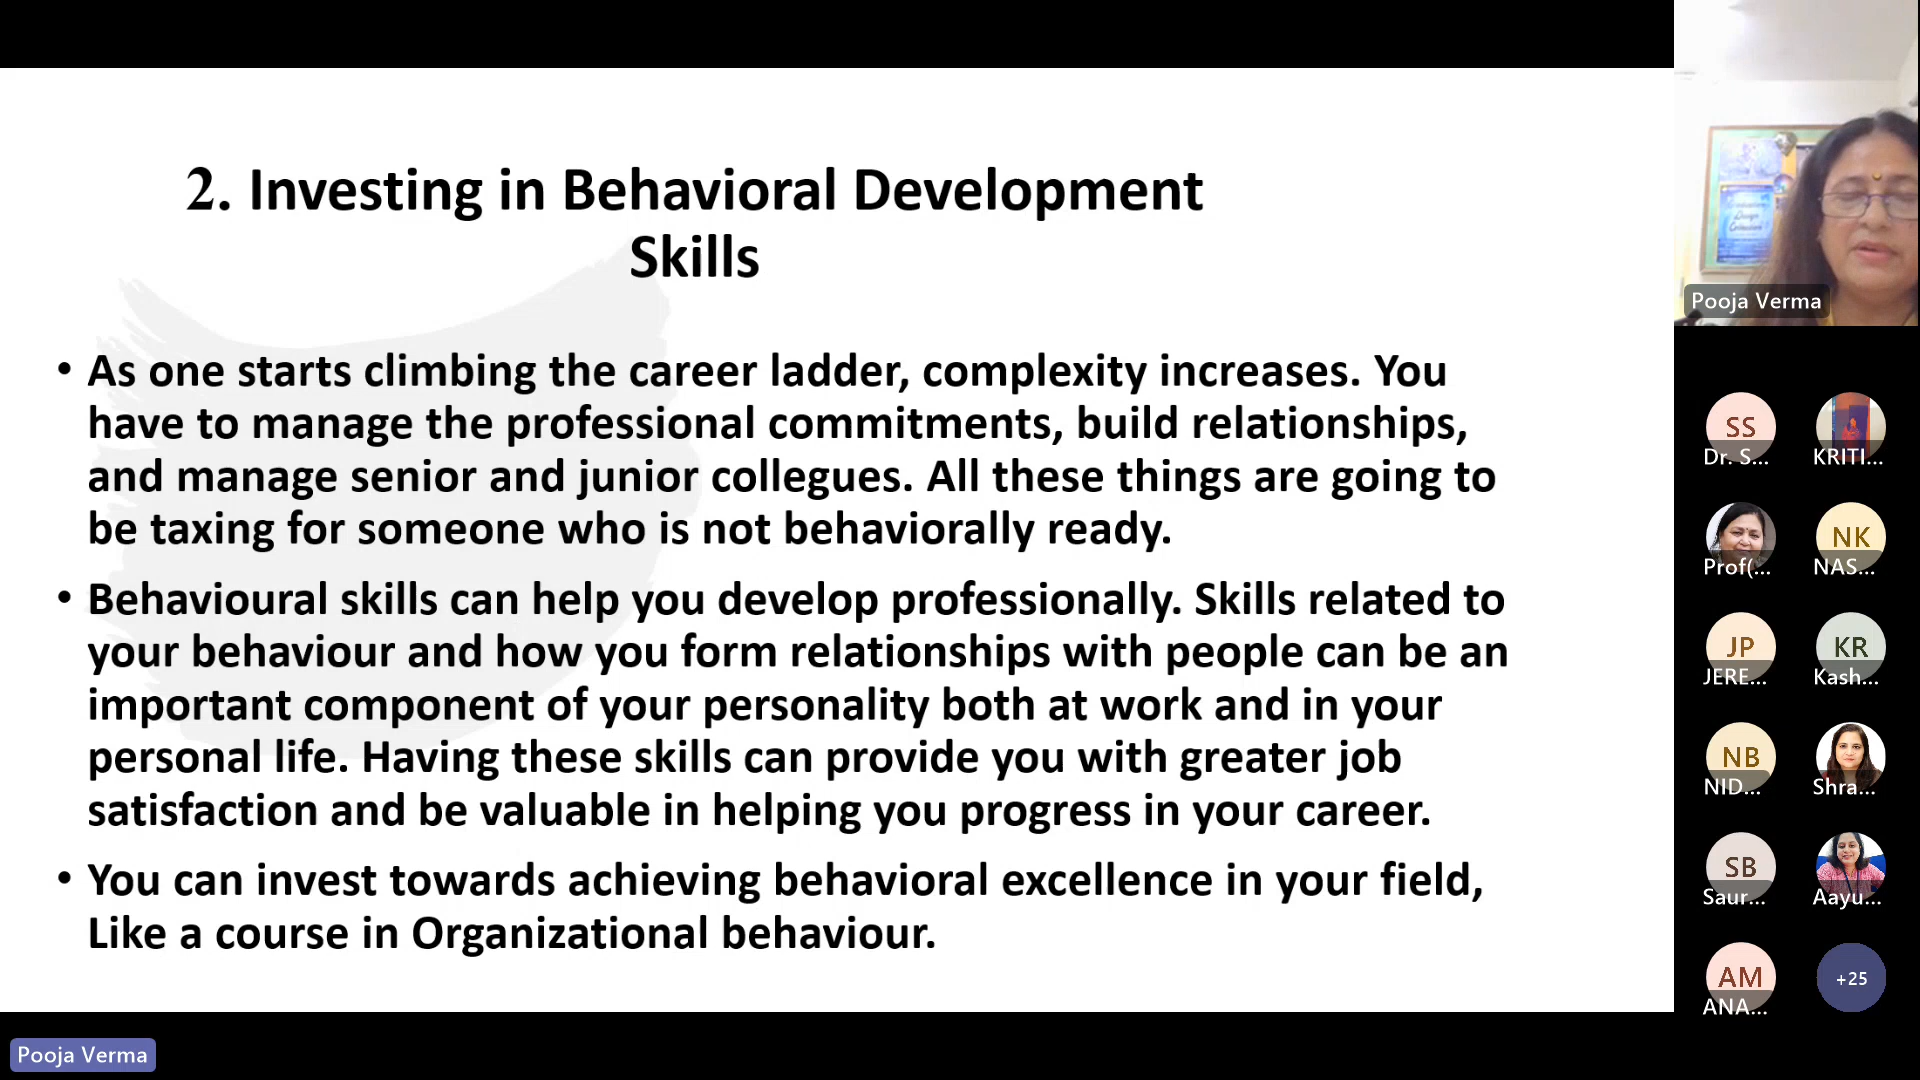 2. Investing in Behavioral Development
Skills
• As one starts climbing the career ladder, complexity increases. You
have to manage the professional commitments, build relationships,
and manage senior and junior collegues. All these things are going to
be taxing for someone who is not behaviorally ready.
• Behavioural skills can help you develop professionally. Skills related to
your behaviour and how you form relationships with people can be an
important component of your personality both at work and in your
personal life. Having these skills can provide you with greater job
satisfaction and be valuable in helping you progress in your career.
• You can invest towards achieving behavioral excellence in your field,
Like a course in Organizational behaviour.
Pooja Verma
Pooja Verma
SS
Dr. S...
KRITI...
Prof(...
NK
NAS...
JP
JERE...
KR
Kash...
NB
NID...
Shra...
SB
Saur...
Aayu...
AM
ANA...
+25